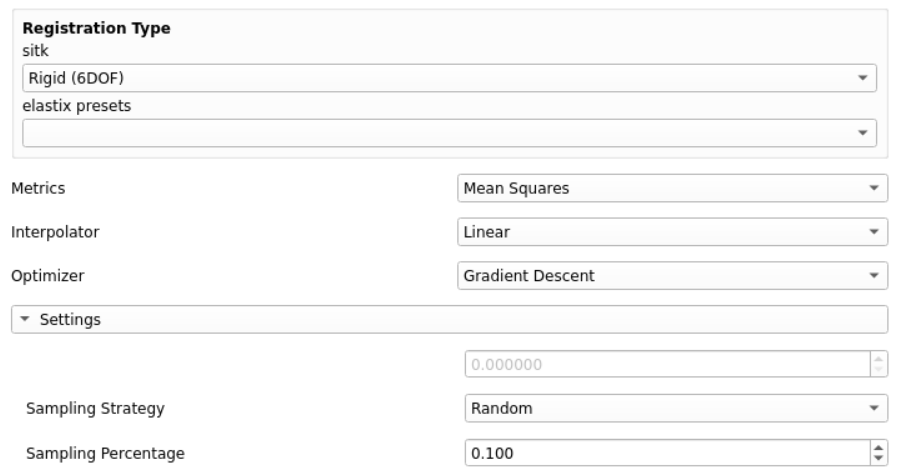 Registration Type
sitk
Rigid (6DOF)
elastix presets
Metrics Mean Squares
Interpolator Linear
Optimizer Gradient Descent
Settings
0.000000
Sampling Strategy Random
Sampling Percentage 0.100